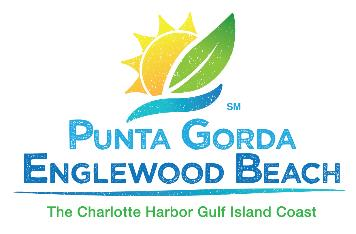 SM
PUNTA GORDA
ENGLEWOOD BEACH
The Charlotte Harbor Gulf Island Coast